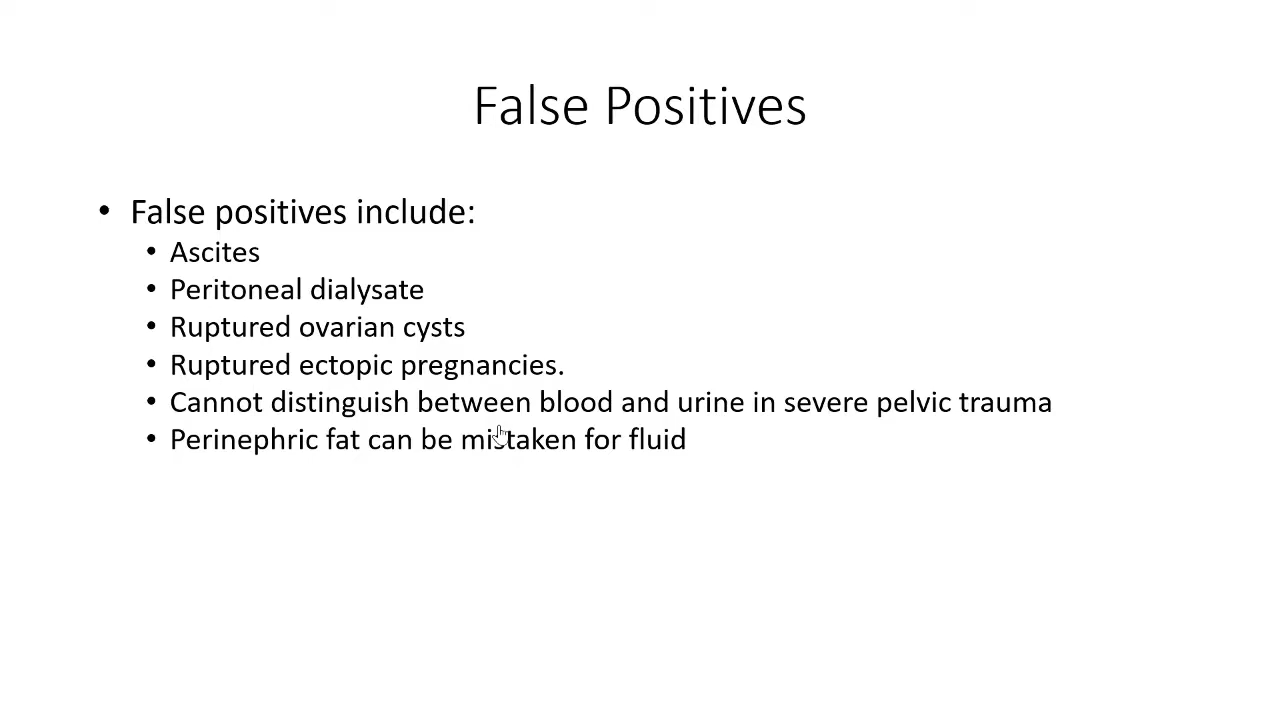 False Positives
• False positives include:
• Ascites
• Peritoneal dialysate
• Ruptured ovarian cysts
• Ruptured ectopic pregnancies.
• Cannot distinguish between blood and urine in severe pelvic trauma
• Perinephric fat can be mistaken for fluid